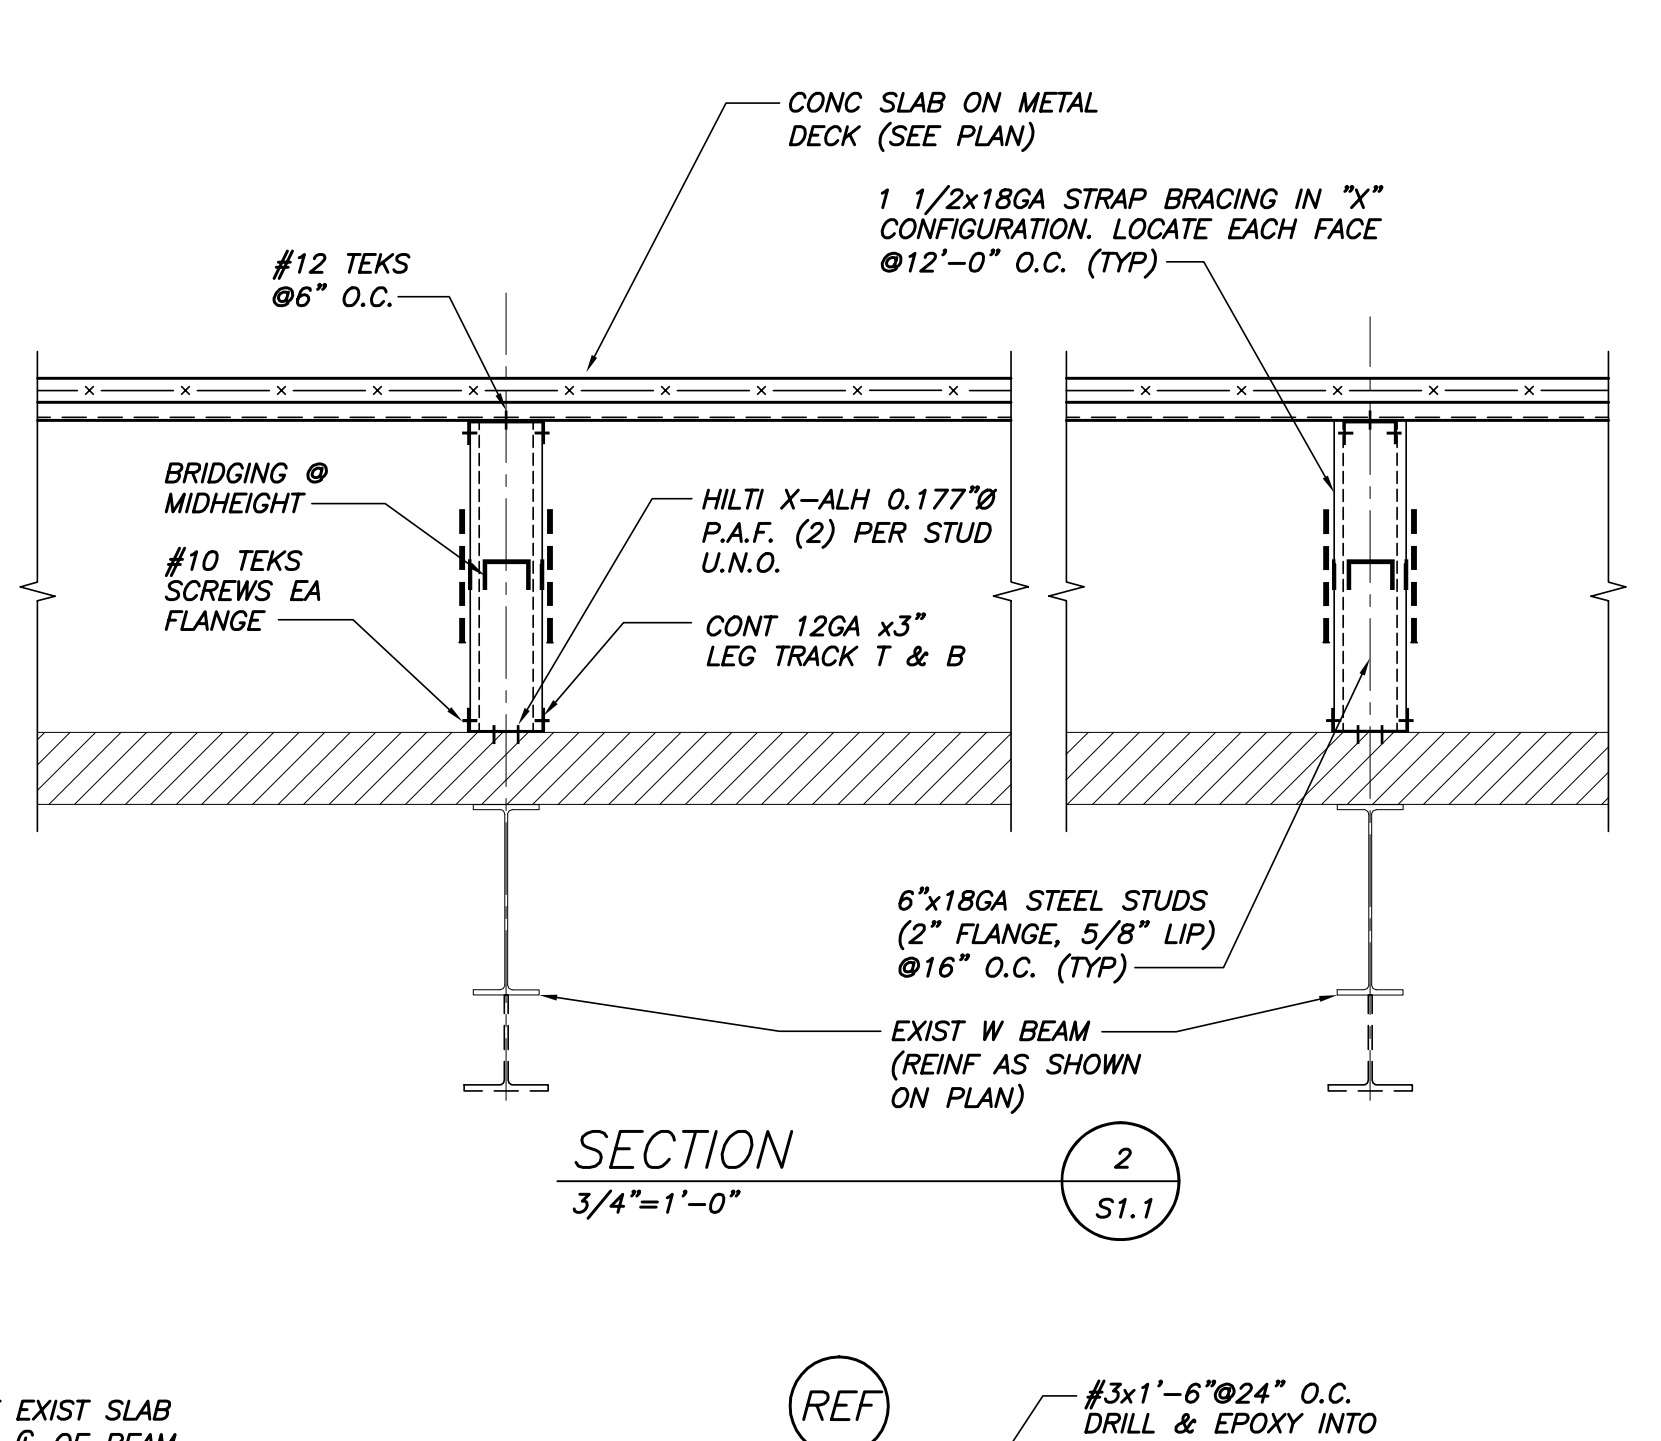 CONC SLAB ON METAL
DECK (SEE PLAN)
1 1/2x18GA STRAP BRACING IN "X"
CONFIGURATION. LOCATE EACH FACE
@12'-0" O.C. (TYP)
#12 TEKS
@6" O.C.
BRIDGING @
MIDHEIGHT
#10 TEKS
SCREWS EA
FLANGE
HILTI X-ALH 0.177"Ø
P.A.F. (2) PER STUD
U.N.O.
CONT 12GA x3"
LEG TRACK T & B
6"x18GA STEEL STUDS
(2" FLANGE, 5/8" LIP)
@16" O.C. (TYP)
EXIST W BEAM
(REINF AS SHOWN
ON PLAN)
SECTION
3/4"=1'-0"
2
S1.1
REF
#3x1'-6"@24" O.C.
DRILL & EPOXY INTO
EXIST SLAB
℄ OF BEAM